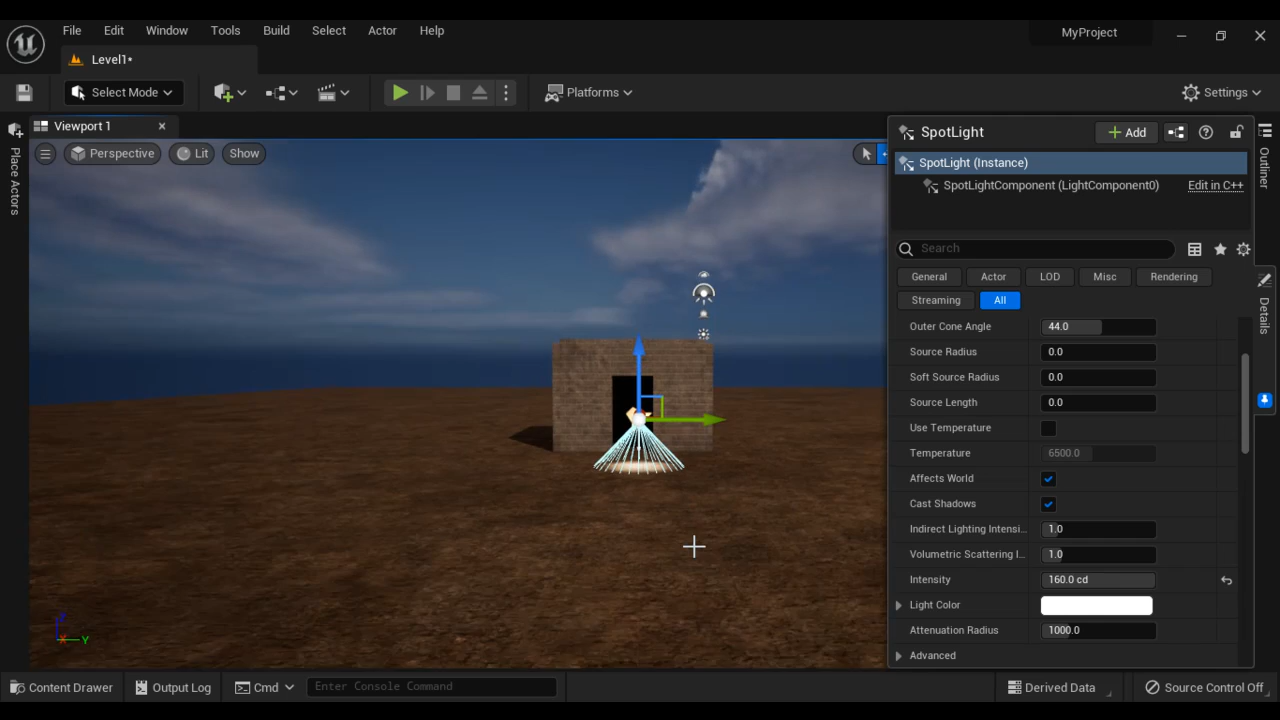 File Edit Window Tools Build Select Actor Help
MyProject
Level1*
Select Mode
Platforms
Settings
Viewport 1
Place Actors
Perspective
Lit
Show
SpotLight
Add
SpotLight (Instance)
SpotLightComponent (LightComponent0)
Edit in C++
Outliner
Details
Search
General
Actor
LOD
Misc
Rendering
Streaming
All
Outer Cone Angle 44.0
Source Radius 0.0
Soft Source Radius 0.0
Source Length 0.0
Use Temperature
Temperature 6500.0
Affects World
Cast Shadows
Indirect Lighting Intensi... 1.0
Volumetric Scattering I... 1.0
Intensity 160.0 cd
Light Color
Attenuation Radius 1000.0
Advanced
Z
X
Y
Content Drawer
Output Log
Cmd
Enter Console Command
Derived Data
Source Control Off